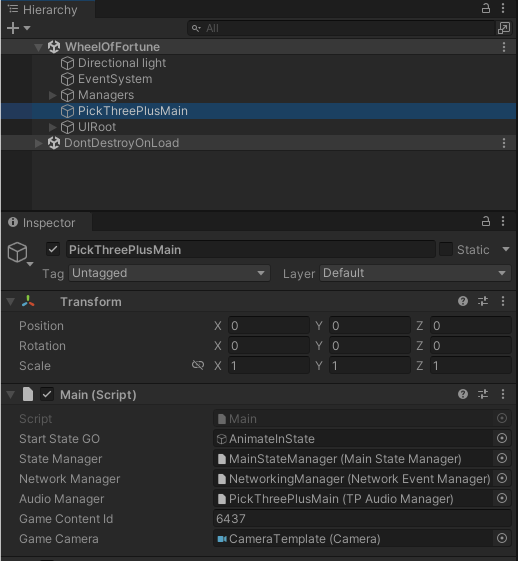 Hierarchy
All
WheelOfFortune
Directional light
EventSystem
Managers
PickThreePlusMain
UIRoot
DontDestroyOnLoad
Inspector
PickThreePlusMain Static
Tag Untagged Layer Default
Transform
Position X 0 Y 0 Z 0
Rotation X 0 Y 0 Z 0
Scale X 1 Y 1 Z 1
Main (Script)
Script Main
Start State GO AnimateInState
State Manager MainStateManager (Main State Manager)
Network Manager NetworkingManager (Network Event Manager)
Audio Manager PickThreePlusMain (TP Audio Manager)
Game Content Id 6437
Game Camera CameraTemplate (Camera)